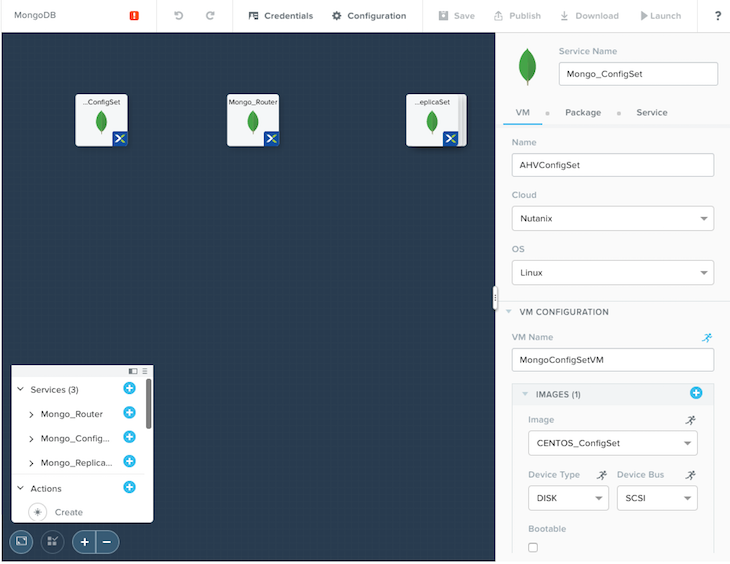 MongoDB
Credentials
Configuration
Save
Publish
Download
Launch
?
...ConfigSet
Mongo_Router
...eplicaSet
Service Name
Mongo_ConfigSet
VM
Package
Service
Name
AHVConfigSet
Cloud
Nutanix
OS
Linux
VM CONFIGURATION
VM Name
MongoConfigSetVM
IMAGES (1)
Image
CENTOS_ConfigSet
Device Type
Device Bus
DISK
SCSI
Bootable
Services (3)
Mongo_Router
Mongo_Config...
Mongo_Replica...
Actions
Create